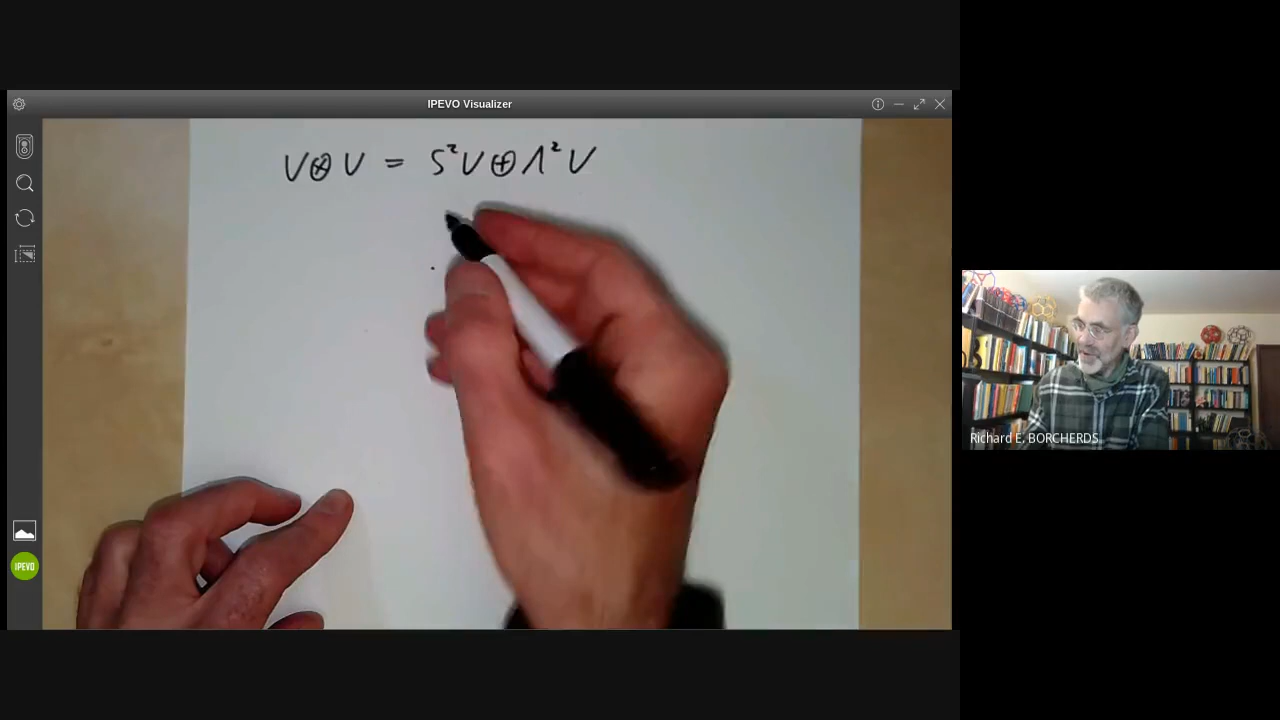 IPEVO Visualizer
V⊗V = S²V⊕Λ²V
IPEVO
Richard E. BORCHERDS